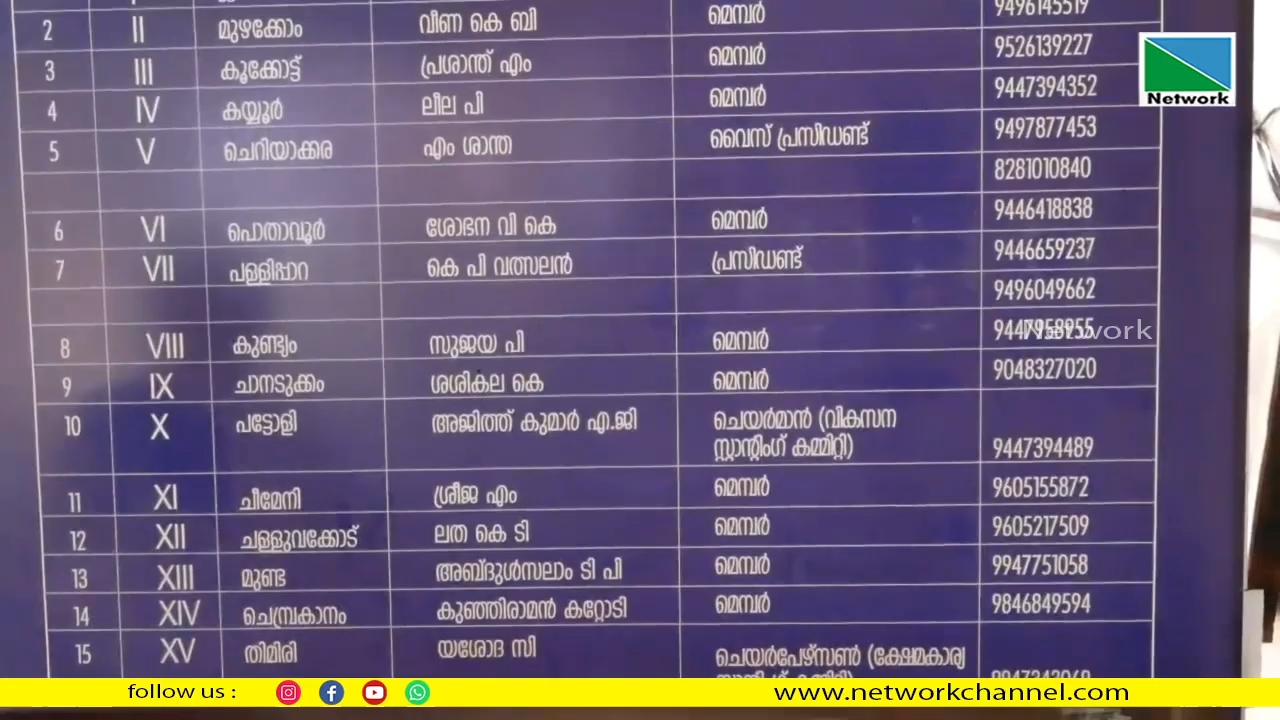 2 II മുഴക്കോം വീണ കെ ബി മെമ്പർ 9496145519
3 III കൂക്കോട്ട് പ്രശാന്ത് എം മെമ്പർ 9526139227
4 IV കയ്യൂർ ലീല പി മെമ്പർ 9447394352
5 V ചെറിയാക്കര എം ശാന്ത വൈസ് പ്രസിഡണ്ട് 9497877453
8281010840
6 VI പൊതാവൂർ ശോഭന വി കെ മെമ്പർ 9446418838
7 VII പള്ളിപ്പാറ കെ പി വത്സലൻ പ്രസിഡണ്ട് 9446659237
9496049662
8 VIII കുണ്ട്യം സുജയ പി മെമ്പർ
9 IX ചാനടുക്കം ശശികല കെ മെമ്പർ 9048327020
10 X പട്ടോളി അജിത്ത് കുമാർ എ.ജി ചെയർമാൻ (വികസന
സ്റ്റാന്റിംഗ് കമ്മിറ്റി) 9447394489
11 XI ചീമേനി ശ്രീജ എം മെമ്പർ 9605155872
12 XII ചള്ളുവക്കോട് ലത കെ ടി മെമ്പർ 9605217509
13 XIII മുണ്ട അബ്ദുൾസലാം ടി പി മെമ്പർ 9947751058
14 XIV ചെമ്പ്രകാനം കുഞ്ഞിരാമൻ കറ്റോടി മെമ്പർ 9846849594
15 XV തിമിരി യശോദ സി ചെയർപേഴ്സൺ (ക്ഷേമകാര്യ
Network
Network
follow us :
www.networkchannel.com